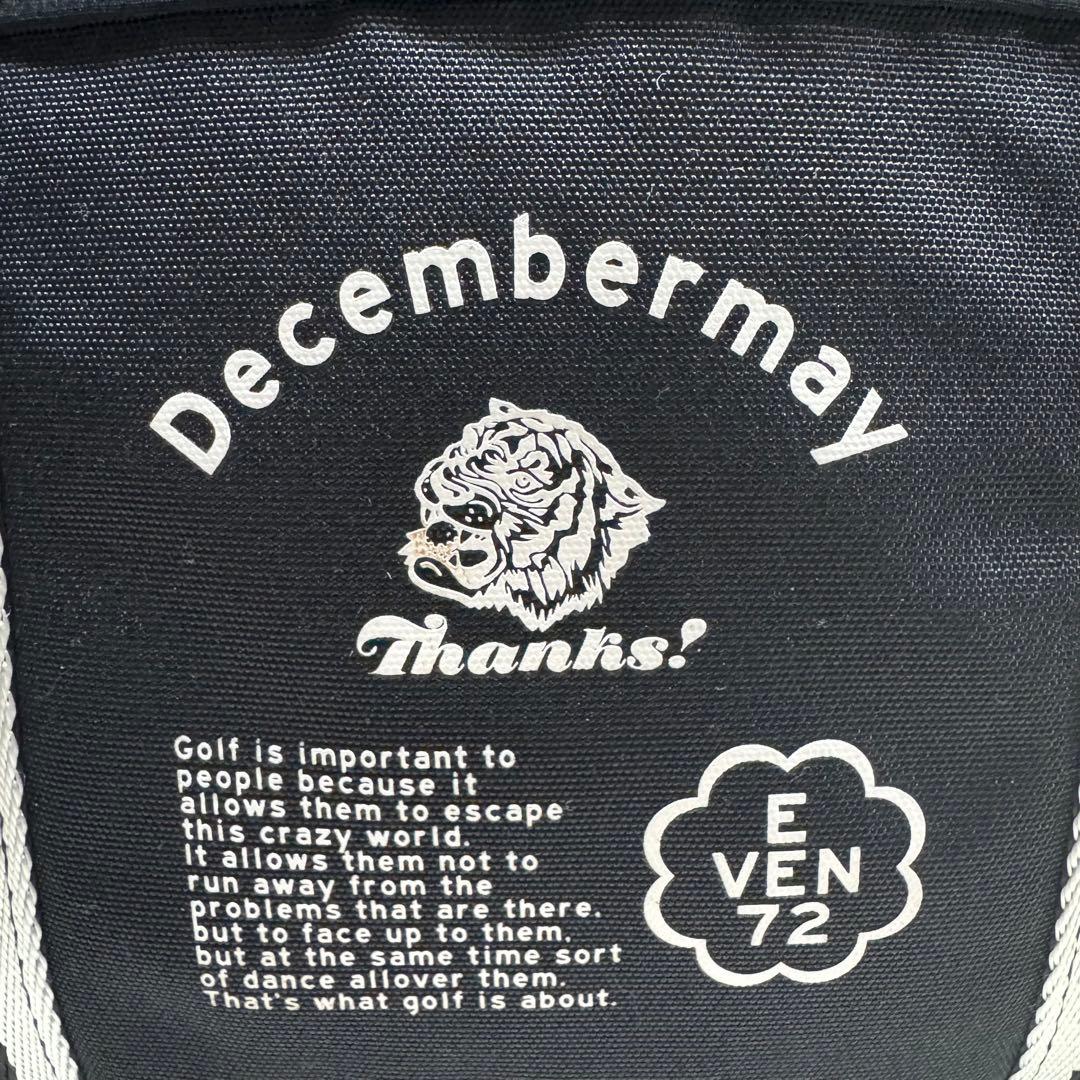 Decembermay
Thanks!
Golf is important to
people because it
allows them to escape
this crazy world.
It allows them not to
run away from the
problems that are there.
but to face up to them.
but at the same time sort
of dance allover them.
That's what golf is about.
E
VEN
72